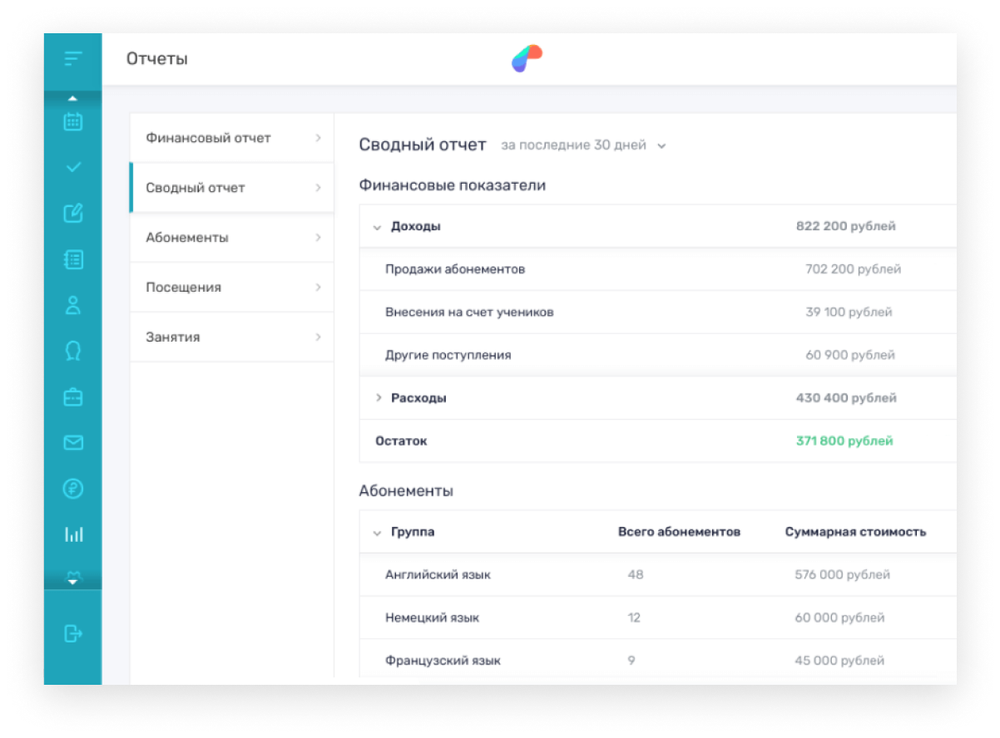 Отчеты
Финансовый отчет
Сводный отчет
Абонементы
Посещения
Занятия
Сводный отчет за последние 30 дней
Финансовые показатели
Доходы 822 200 рублей
Продажи абонементов 702 200 рублей
Внесения на счет учеников 39 100 рублей
Другие поступления 60 900 рублей
Расходы 430 400 рублей
Остаток 371 800 рублей
Абонементы
Группа Всего абонементов Суммарная стоимость
Английский язык 48 576 000 рублей
Немецкий язык 12 60 000 рублей
Французский язык 9 45 000 рублей